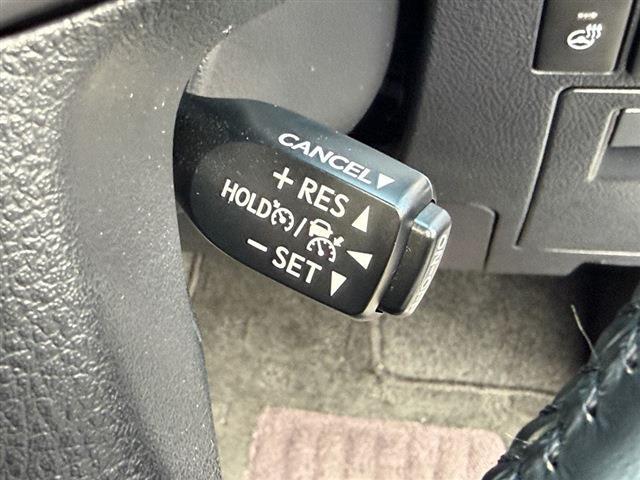 CANCEL▼
+ RES ▲
HOLD / ◀
− SET ▼